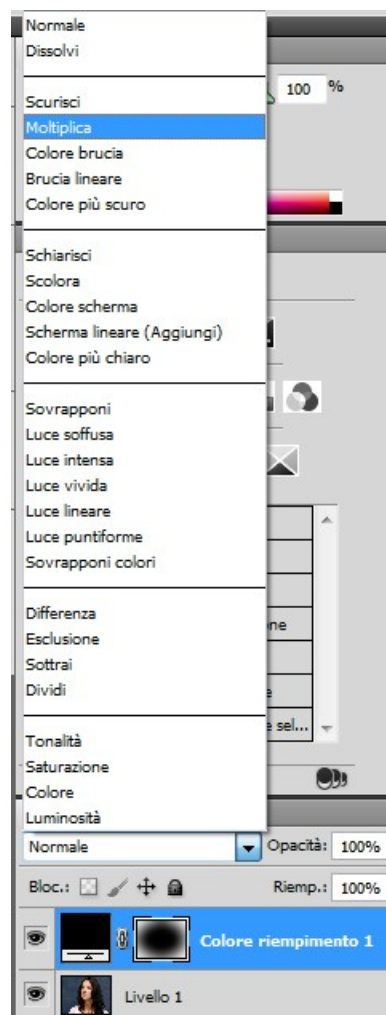 Normale
Dissolvi
Scurisci
Moltiplica
Colore brucia
Brucia lineare
Colore più scuro
Schiarisci
Scolora
Colore scherma
Scherma lineare (Aggiungi)
Colore più chiaro
Sovrapponi
Luce soffusa
Luce intensa
Luce vivida
Luce lineare
Luce puntiforme
Sovrapponi colori
Differenza
Esclusione
Sottrai
Dividi
Tonalità
Saturazione
Colore
Luminosità
100 %
ne
e
e sel...
Normale Opacità: 100%
Bloc.: Riemp.: 100%
Colore riempimento 1
Livello 1